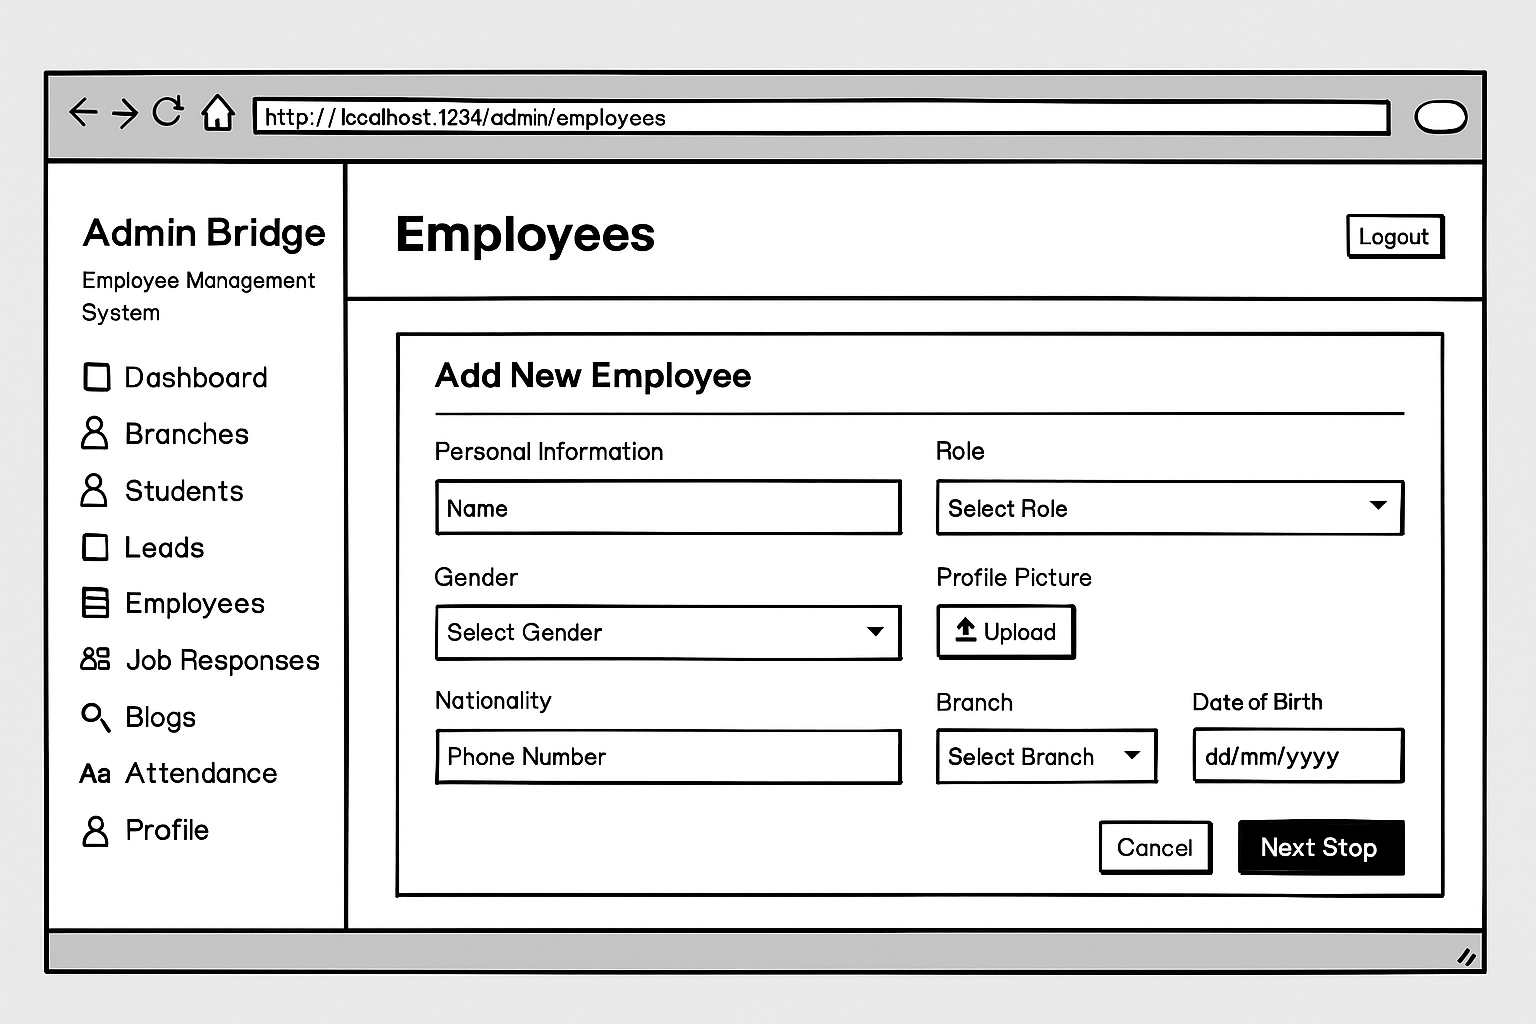 http://lccalhost.1234/admin/employees
Admin Bridge
Employee Management
System
Dashboard
Branches
Students
Leads
Employees
Job Responses
Blogs
Aa Attendance
Profile
Employees
Logout
Add New Employee
Personal Information
Role
Name
Select Role
Gender
Profile Picture
Select Gender
Upload
Nationality
Branch
Date of Birth
Phone Number
Select Branch
dd/mm/yyyy
Cancel
Next Stop